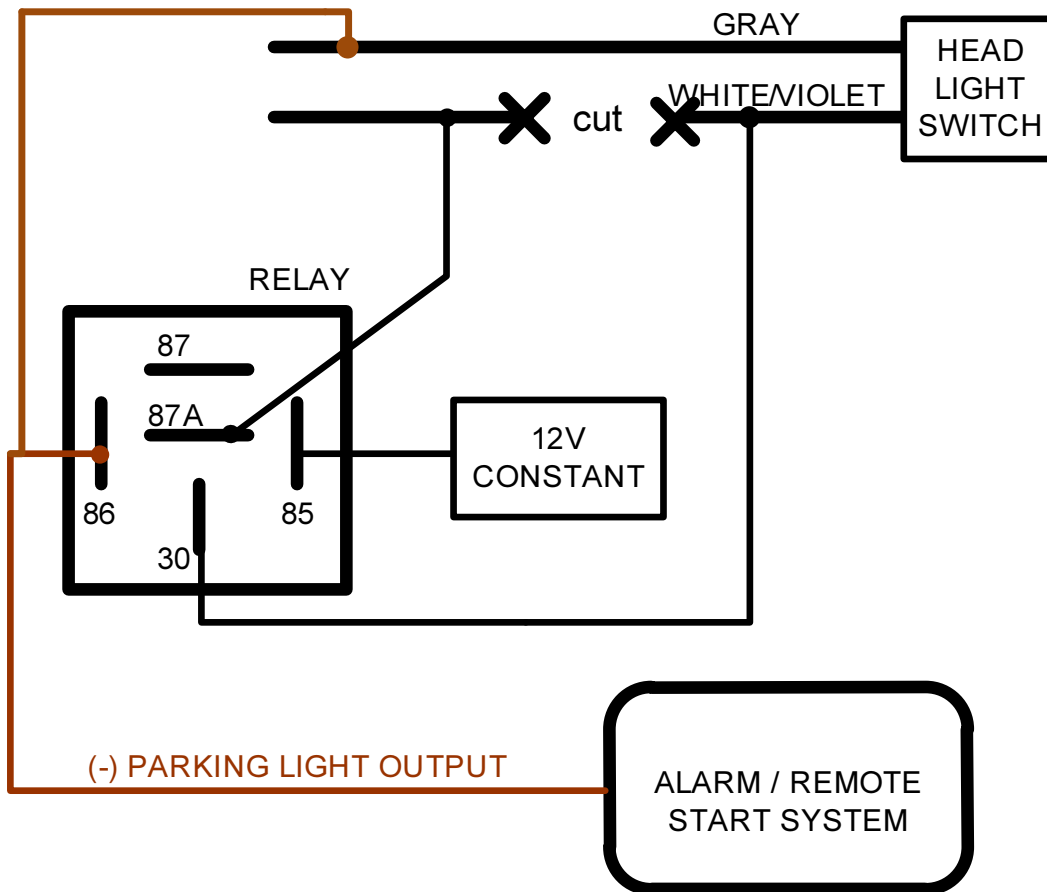 GRAY
HEAD
LIGHT
SWITCH
WHITE/VIOLET
cut
RELAY
87
87A
86
85
30
12V
CONSTANT
(-) PARKING LIGHT OUTPUT
ALARM / REMOTE
START SYSTEM